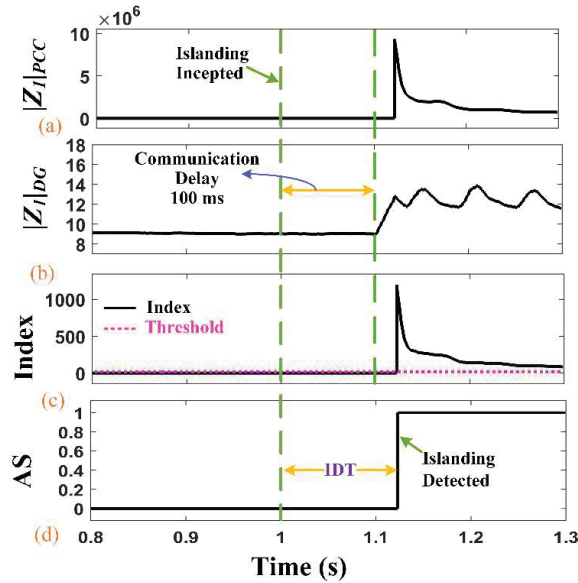 ×10⁶
10
5
0
|Z₁|PCC
Islanding
Incepted
(a)
18
16
14
12
10
8
|Z₁|DG
Communication
Delay
100 ms
(b)
1000
500
0
Index
Index
Threshold
(c)
1
0.8
0.6
0.4
0.2
0
AS
IDT
Islanding
Detected
(d)
0.8
0.9
1
1.1
1.2
1.3
Time (s)